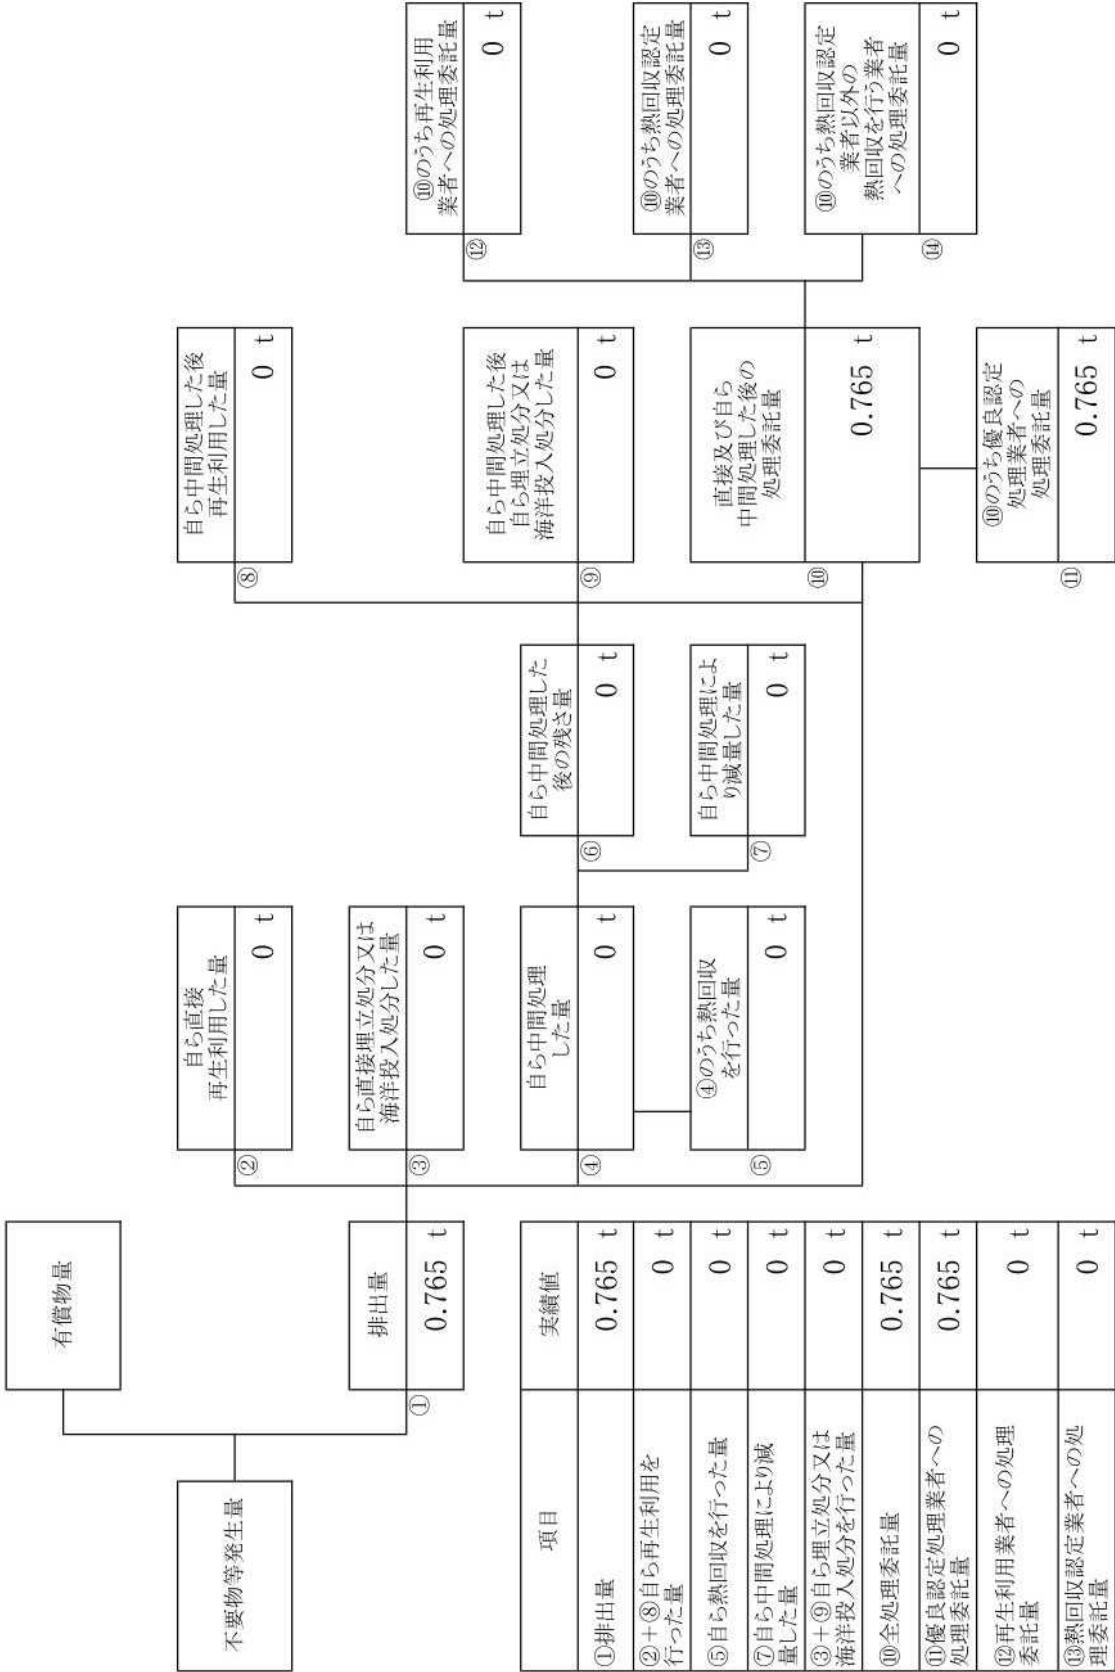 不要物等発生量
有償物量
①
排出量
0.765 t
②
自ら直接
再生利用した量
0 t
③
自ら直接埋立処分又は
海洋投入処分した量
0 t
④
自ら中間処理
した量
0 t
⑤
④のうち熱回収
を行った量
0 t
⑥
自ら中間処理した
後の残さ量
0 t
⑦
自ら中間処理によ
り減量した量
0 t
⑧
自ら中間処理した後
再生利用した量
0 t
⑨
自ら中間処理した後
自ら埋立処分又は
海洋投入処分した量
0 t
⑩
直接及び自ら
中間処理した後の
処理委託量
0.765 t
⑪
⑩のうち優良認定
処理業者への
処理委託量
0.765 t
⑫
⑩のうち再生利用
業者への処理委託量
0 t
⑬
⑩のうち熱回収認定
業者への処理委託量
0 t
⑭
⑩のうち熱回収認定
業者以外の
熱回収を行う業者
への処理委託量
0 t
項目 実績値
①排出量 0.765 t
②+⑧自ら再生利用を
行った量 0 t
⑤自ら熱回収を行った量 0 t
⑦自ら中間処理により減
量した量 0 t
③+⑨自ら埋立処分又は
海洋投入処分を行った量 0 t
⑩全処理委託量 0.765 t
⑪優良認定処理業者への
処理委託量 0.765 t
⑫再生利用業者への処理
委託量 0 t
⑬熱回収認定業者への処
理委託量 0 t